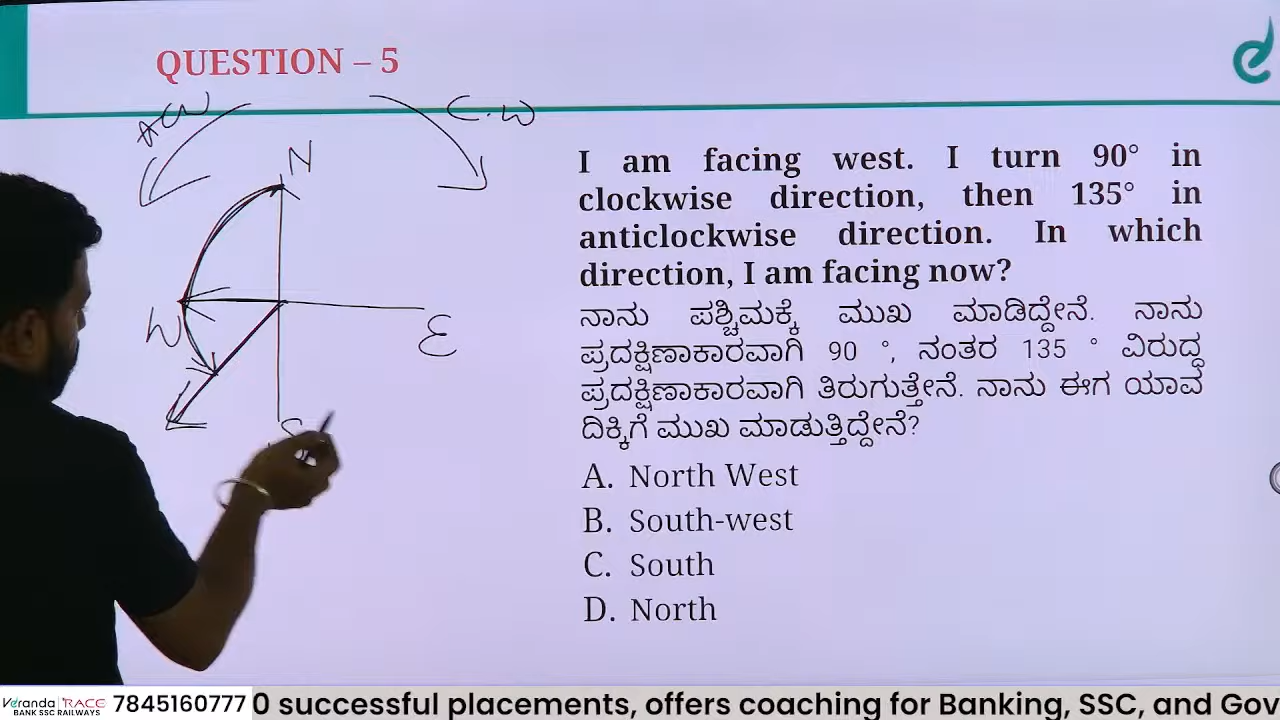 QUESTION – 5
ACW
C.W
N
W
E
S
I am facing west. I turn 90° in
clockwise direction, then 135° in
anticlockwise direction. In which
direction, I am facing now?
ನಾನು ಪಶ್ಚಿಮಕ್ಕೆ ಮುಖ ಮಾಡಿದ್ದೇನೆ. ನಾನು
ಪ್ರದಕ್ಷಿಣಾಕಾರವಾಗಿ 90 °, ನಂತರ 135 ° ವಿರುದ್ಧ
ಪ್ರದಕ್ಷಿಣಾಕಾರವಾಗಿ ತಿರುಗುತ್ತೇನೆ. ನಾನು ಈಗ ಯಾವ
ದಿಕ್ಕಿಗೆ ಮುಖ ಮಾಡುತ್ತಿದ್ದೇನೆ?
A. North West
B. South-west
C. South
D. North
Veranda RACE
BANK SSC RAILWAYS
7845160777
0 successful placements, offers coaching for Banking, SSC, and Gov